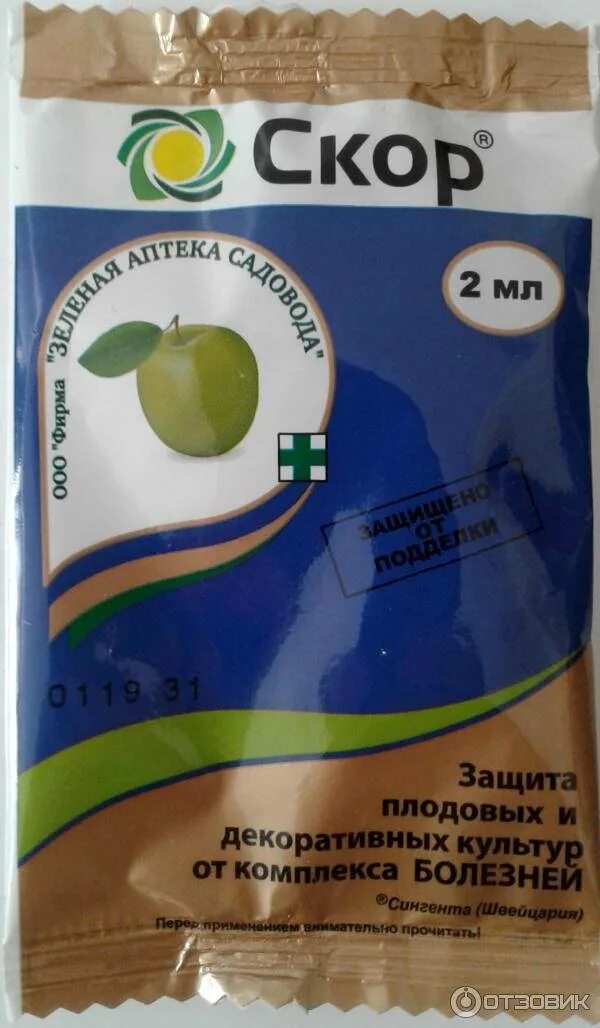 Скор®
ООО "Фирма "ЗЕЛЕНАЯ АПТЕКА САДОВОДА"
2 мл
ЗАЩИЩЕНО
ОТ
ПОДДЕЛКИ
0119 31
Защита
плодовых и
декоративных культур
от комплекса БОЛЕЗНЕЙ
®Сингента (Швейцария)
Перед применением внимательно прочитать!
ОТЗОВИК